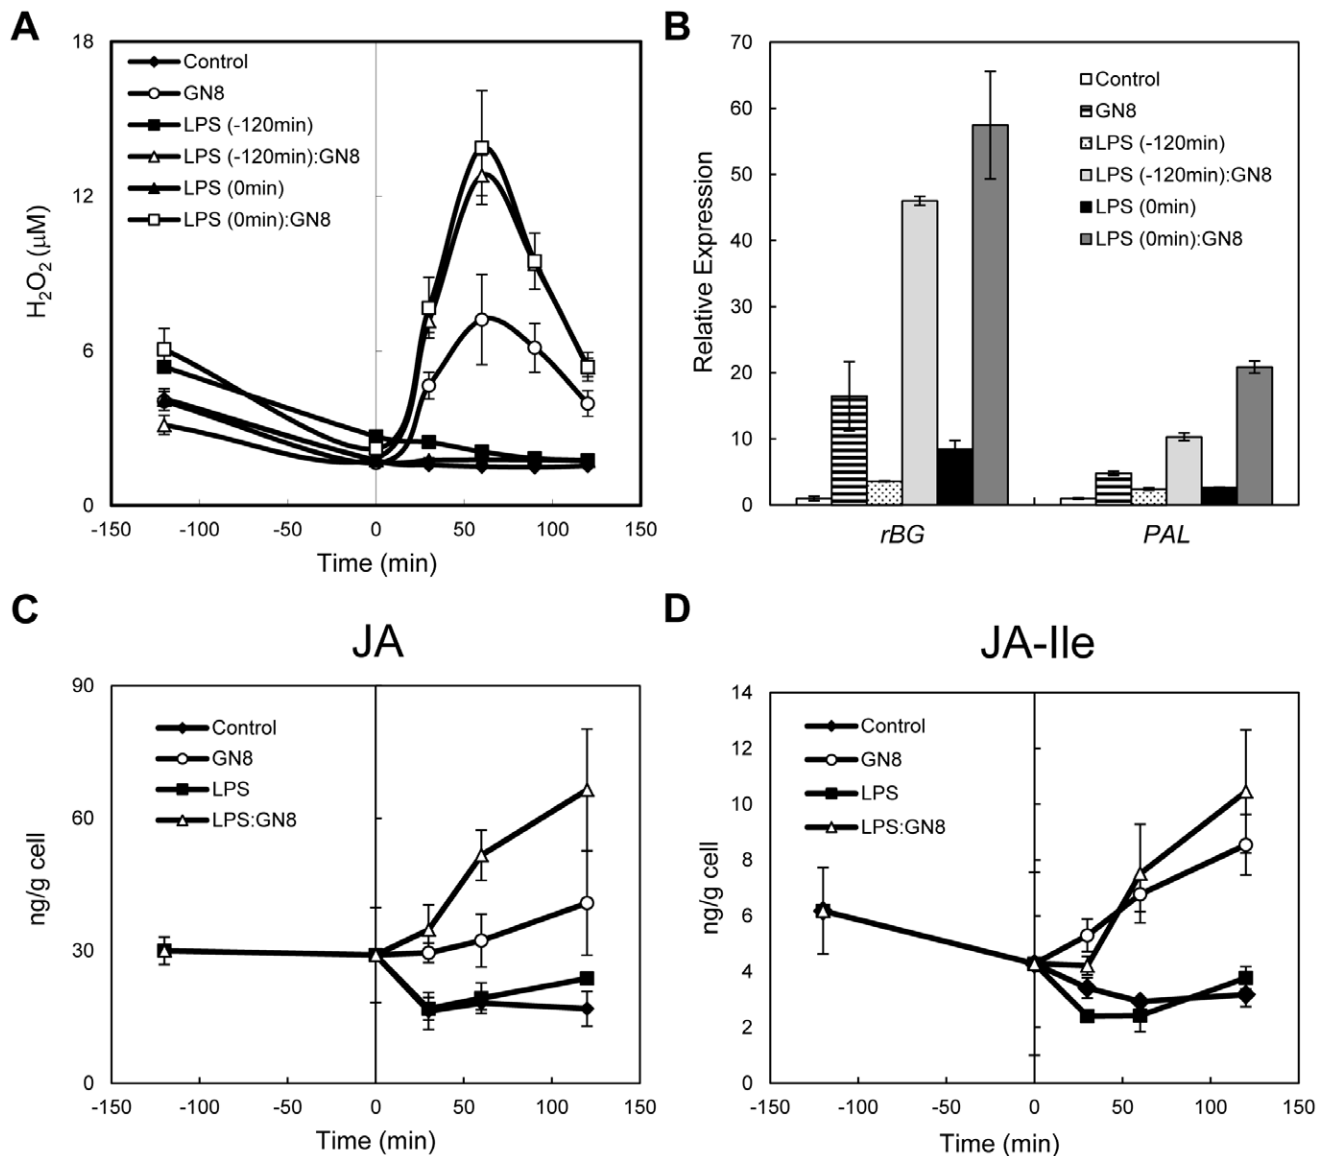 A
H2O2 (μM)
18
12
6
0
Control
GN8
LPS (-120min)
LPS (-120min):GN8
LPS (0min)
LPS (0min):GN8
-150 -100 -50 0 50 100 150
Time (min)
B
Relative Expression
70
60
50
40
30
20
10
0
Control
GN8
LPS (-120min)
LPS (-120min):GN8
LPS (0min)
LPS (0min):GN8
rBG PAL
C
JA
ng/g cell
90
60
30
0
Control
GN8
LPS
LPS:GN8
-150 -100 -50 0 50 100 150
Time (min)
D
JA-Ile
ng/g cell
14
12
10
8
6
4
2
0
Control
GN8
LPS
LPS:GN8
-150 -100 -50 0 50 100 150
Time (min)